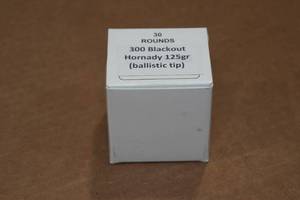 30
ROUNDS
300 Blackout
Hornady 125gr
(ballistic tip)